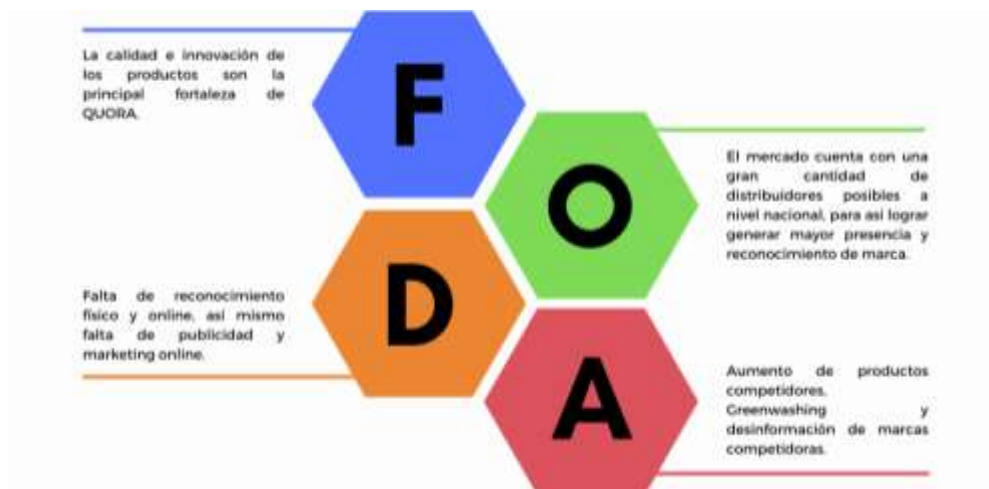 La calidad e innovación de
los productos son la
principal fortaleza de
QUORA.
F
O
El mercado cuenta con una
gran cantidad de
distribuidores posibles a
nivel nacional, para así lograr
generar mayor presencia y
reconocimiento de marca.
D
Falta de reconocimiento
físico y online, así mismo
falta de publicidad y
marketing online.
A
Aumento de productos
competidores.
Greenwashing y
desinformación de marcas
competidoras.